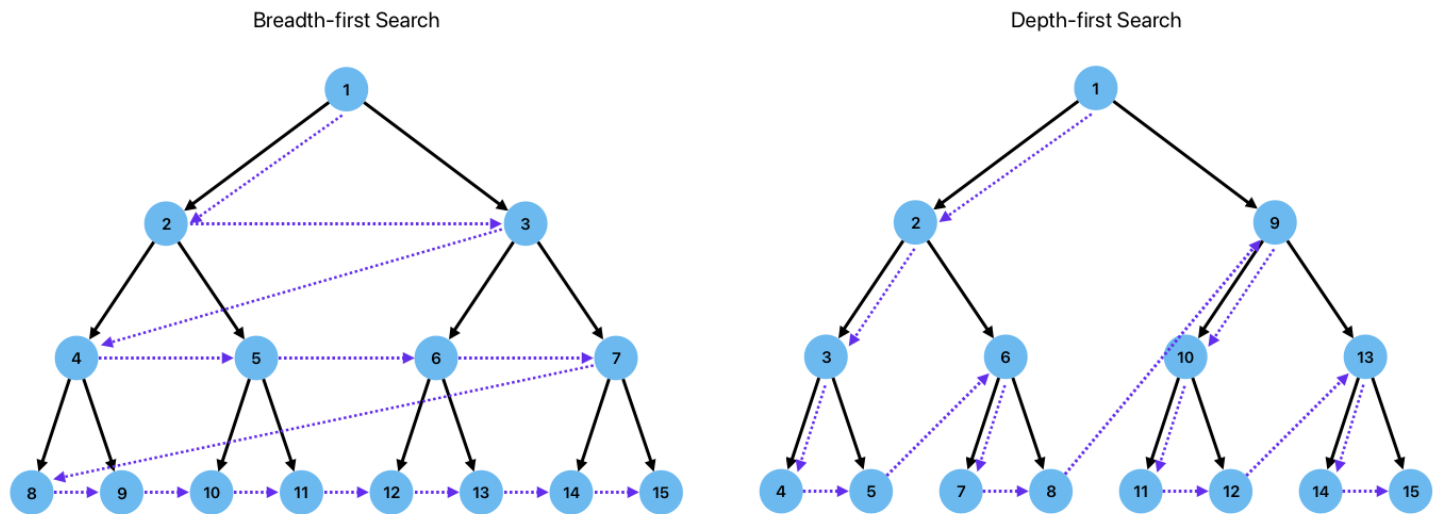 Breadth-first Search
1
2 3
4 5 6 7
8 9 10 11 12 13 14 15
Depth-first Search
1
2 9
3 6 10 13
4 5 7 8 11 12 14 15